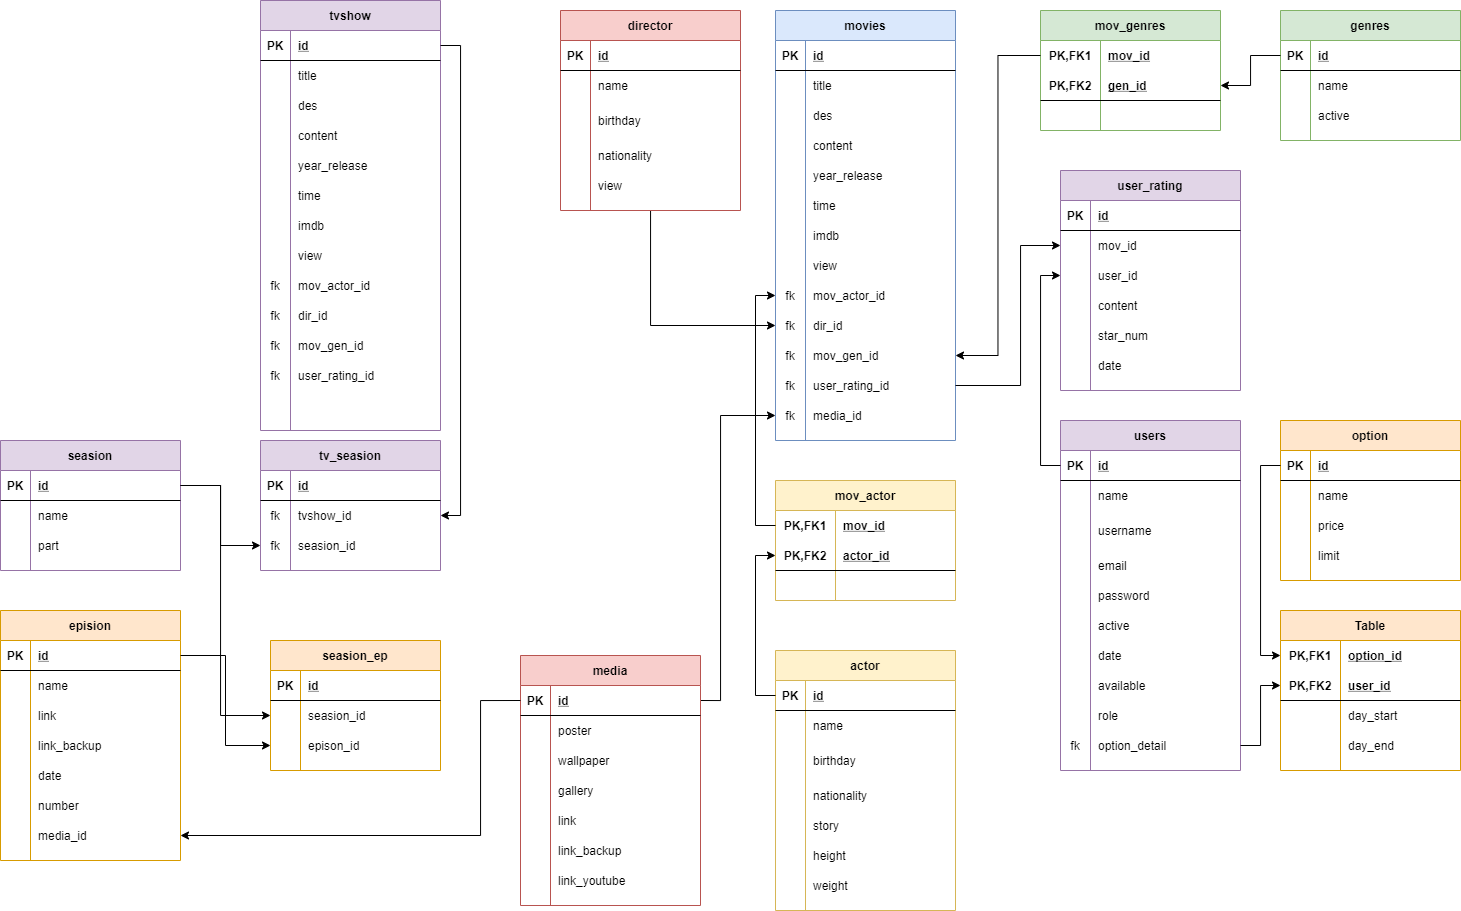 tvshow
PK id
title
des
content
year_release
time
imdb
view
fk mov_actor_id
fk dir_id
fk mov_gen_id
fk user_rating_id
director
PK id
name
birthday
nationality
view
movies
PK id
title
des
content
year_release
time
imdb
view
fk mov_actor_id
fk dir_id
fk mov_gen_id
fk user_rating_id
fk media_id
mov_genres
PK,FK1 mov_id
PK,FK2 gen_id
genres
PK id
name
active
user_rating
PK id
mov_id
user_id
content
star_num
date
seasion
PK id
name
part
tv_seasion
PK id
fk tvshow_id
fk seasion_id
mov_actor
PK,FK1 mov_id
PK,FK2 actor_id
users
PK id
name
username
email
password
active
date
available
role
fk option_detail
option
PK id
name
price
limit
epision
PK id
name
link
link_backup
date
number
media_id
seasion_ep
PK id
seasion_id
epison_id
media
PK id
poster
wallpaper
gallery
link
link_backup
link_youtube
actor
PK id
name
birthday
nationality
story
height
weight
Table
PK,FK1 option_id
PK,FK2 user_id
day_start
day_end